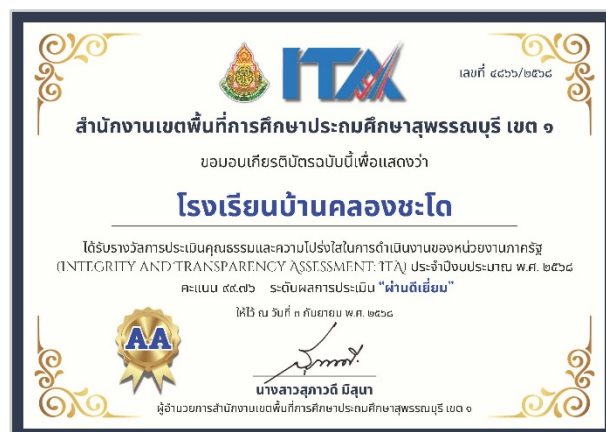 ITA
เลขที่ ๔๘๖๖/๒๕๖๘
สำนักงานเขตพื้นที่การศึกษาประถมศึกษาสุพรรณบุรี เขต ๑
ขอมอบเกียรติบัตรฉบับนี้เพื่อแสดงว่า
โรงเรียนบ้านคลองชะโด
ได้รับรางวัลการประเมินคุณธรรมและความโปร่งใสในการดำเนินงานของหน่วยงานภาครัฐ
(INTEGRITY AND TRANSPARENCY ASSESSMENT: ITA) ประจำปีงบประมาณ พ.ศ. ๒๕๖๘
คะแนน ๙๙.๗๖ ระดับผลการประเมิน "ผ่านดีเยี่ยม"
ให้ไว้ ณ วันที่ ๓ กันยายน พ.ศ. ๒๕๖๘
AA
นางสาวสุภาวดี มิสุนา
ผู้อำนวยการสำนักงานเขตพื้นที่การศึกษาประถมศึกษาสุพรรณบุรี เขต ๑